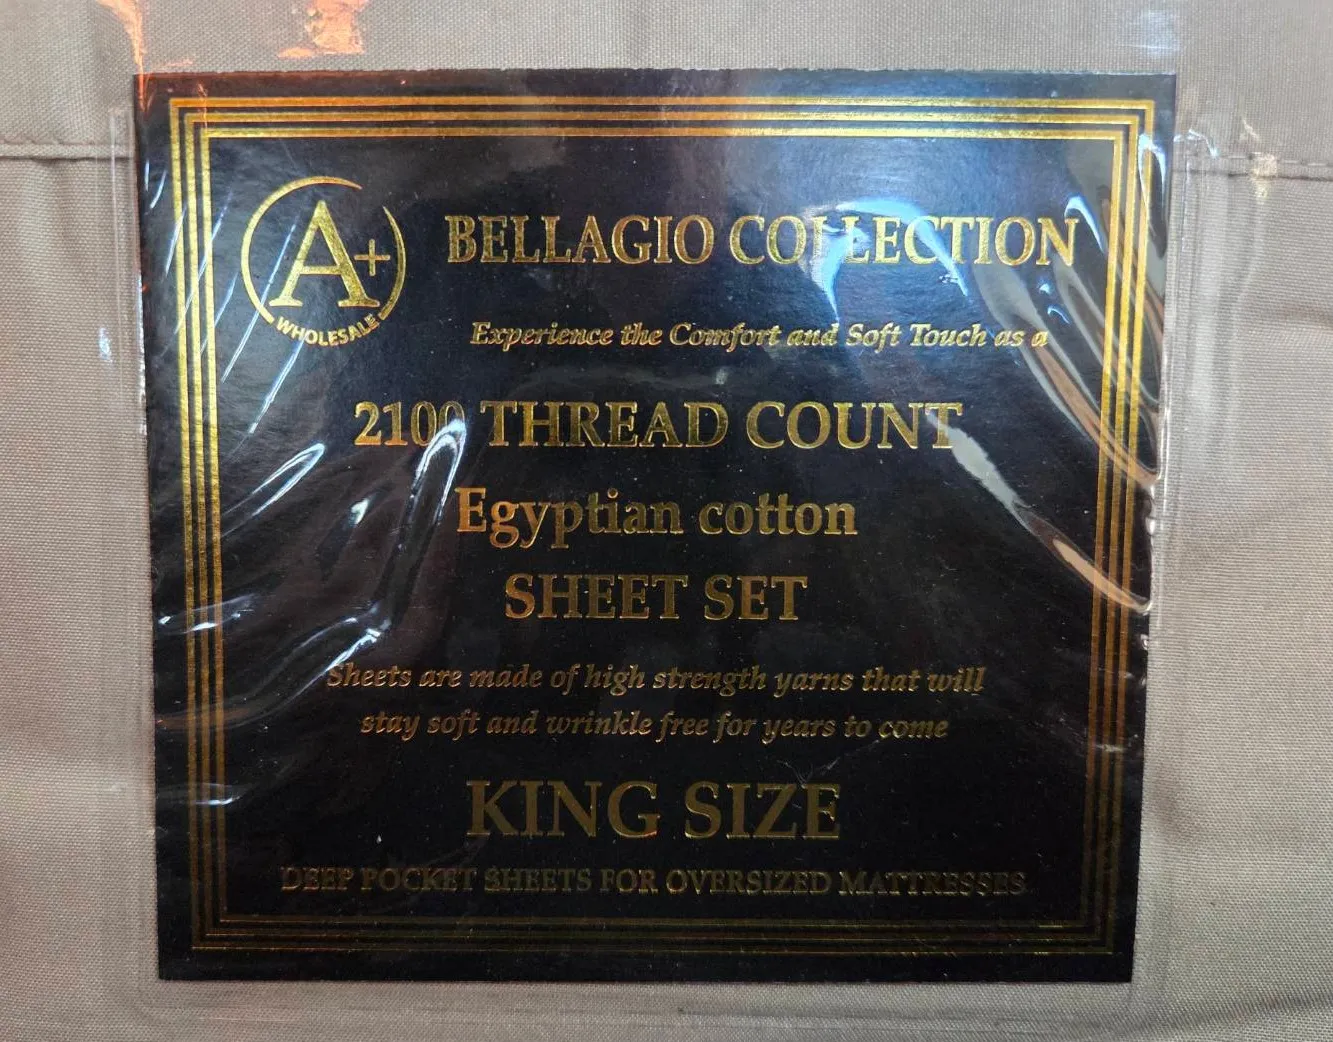 A+
WHOLESALE
BELLAGIO COLLECTION
Experience the Comfort and Soft Touch as a
2100 THREAD COUNT
Egyptian cotton
SHEET SET
Sheets are made of high strength yarns that will
stay soft and wrinkle free for years to come
KING SIZE
DEEP POCKET SHEETS FOR OVERSIZED MATTRESSES